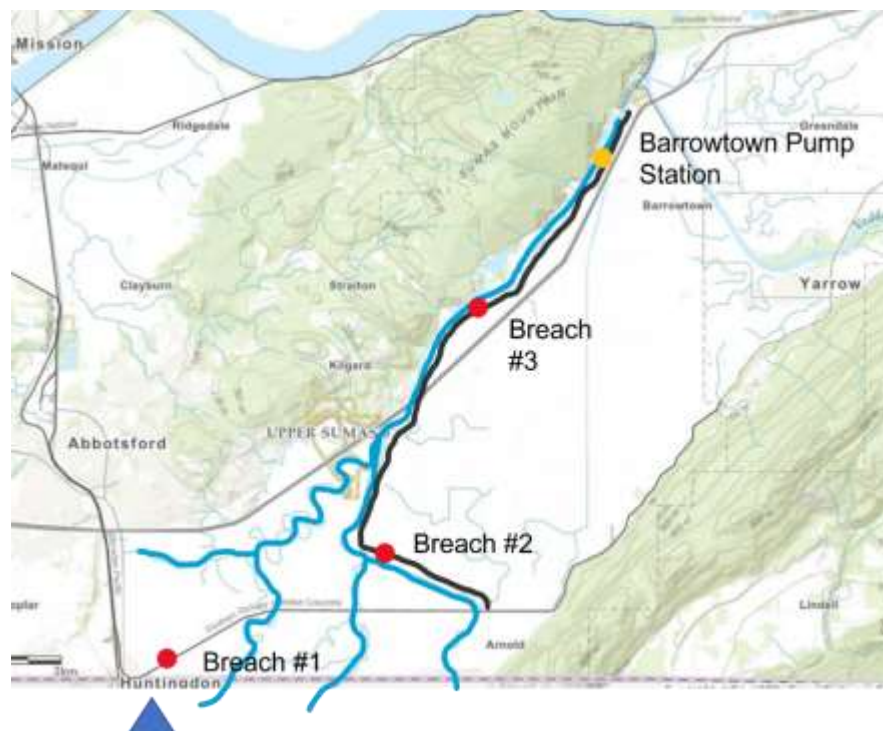 Mission
Ridgedale
Matsqui
SUMAS MOUNTAIN
Greendale
Barrowtown Pump
Station
Barrowtown
Clayburn
Straiton
Yarrow
Breach
#3
Kilgard
UPPER SUMAS
Abbotsford
Breach #2
Lindell
Arnold
Breach #1
Huntingdon